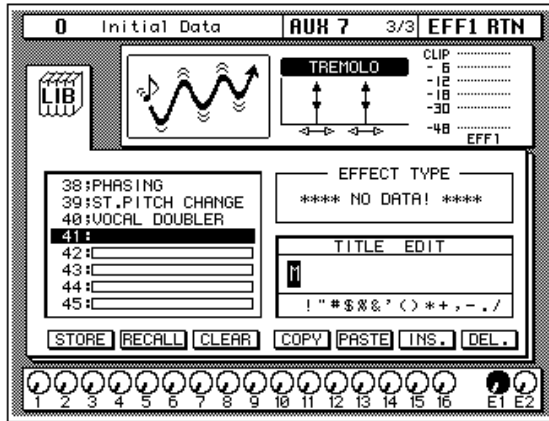 0 Initial Data AUX 7 3/3 EFF1 RTN
LIB
TREMOLO
CLIP
- 6
-12
-18
-30
-48
EFF1
38;PHASING
39;ST.PITCH CHANGE
40;VOCAL DOUBLER
41:
42:
43:
44:
45:
EFFECT TYPE
**** NO DATA! ****
TITLE EDIT
M
!"#$%&'()*+,-./
STORE RECALL CLEAR COPY PASTE INS. DEL.
1 2 3 4 5 6 7 8 9 10 11 12 13 14 15 16 E1 E2